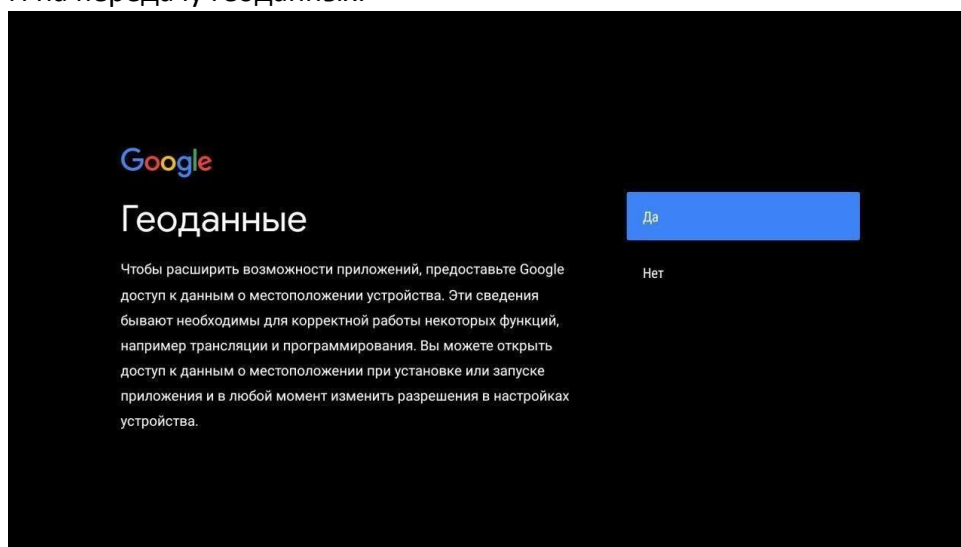 Google
Геоданные
Чтобы расширить возможности приложений, предоставьте Google
доступ к данным о местоположении устройства. Эти сведения
бывают необходимы для корректной работы некоторых функций,
например трансляции и программирования. Вы можете открыть
доступ к данным о местоположении при установке или запуске
приложения и в любой момент изменить разрешения в настройках
устройства.
Да
Нет